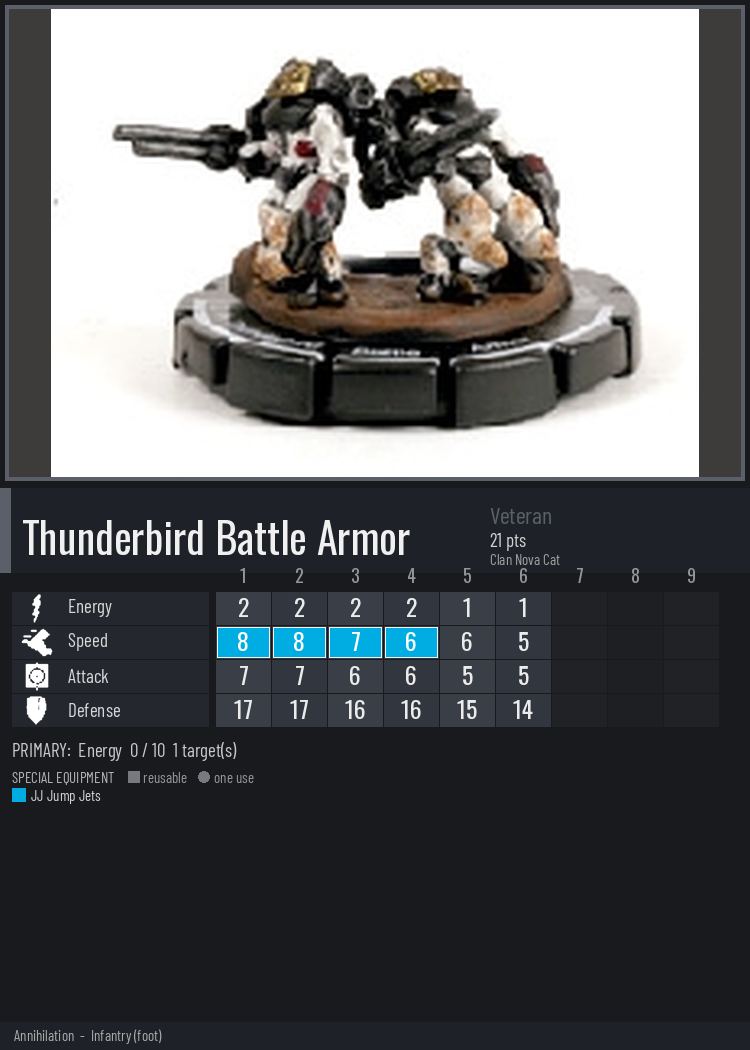 Thunderbird Battle Armor
Veteran
21 pts
Clan Nova Cat
1 2 3 4 5 6 7 8 9
Energy 2 2 2 2 1 1
Speed 8 8 7 6 6 5
Attack 7 7 6 6 5 5
Defense 17 17 16 16 15 14
PRIMARY: Energy 0 / 10 1 target(s)
SPECIAL EQUIPMENT reusable one use
JJ Jump Jets
Annihilation - Infantry (foot)